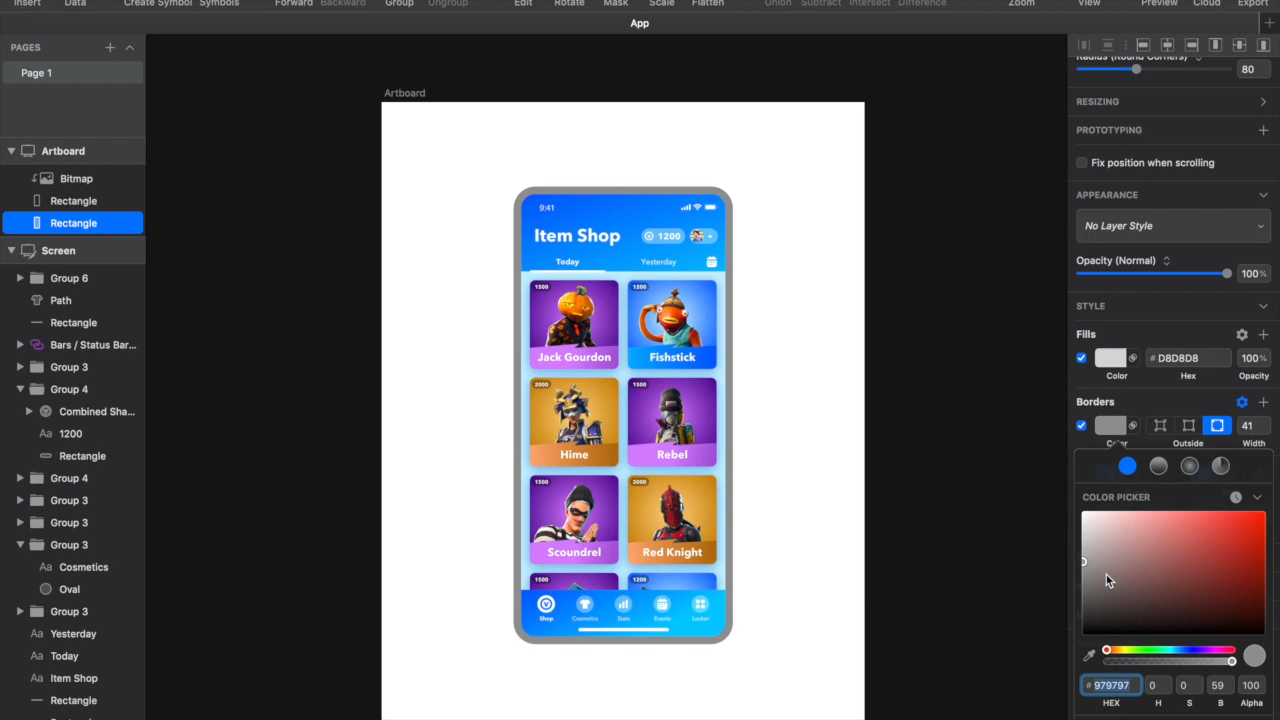 Insert Data Create Symbol Symbols Forward Backward Group Ungroup Edit Rotate Mask Scale Flatten Union Subtract Intersect Difference Zoom View Preview Cloud Export
App
PAGES
Page 1
Artboard
Bitmap
Rectangle
Rectangle
Screen
Group 6
Path
Rectangle
Bars / Status Bar...
Group 3
Group 4
Combined Sha...
1200
Rectangle
Group 4
Group 3
Group 3
Group 3
Cosmetics
Oval
Group 3
Yesterday
Today
Item Shop
Rectangle
Artboard
9:41
Item Shop
1200
Today Yesterday
1500 1200
Jack Gourdon Fishstick
2000 1500
Hime Rebel
1500 2000
Scoundrel Red Knight
1500 1200
Shop Cosmetics Stats Events Locker
Radius (Round Corners)
80
RESIZING
PROTOTYPING
Fix position when scrolling
APPEARANCE
No Layer Style
Opacity (Normal)
100%
STYLE
Fills
# D8D8D8 100%
Color Hex Opacity
Borders
41
Color Outside Width
COLOR PICKER
# 979797 0 0 59 100
HEX H S B Alpha